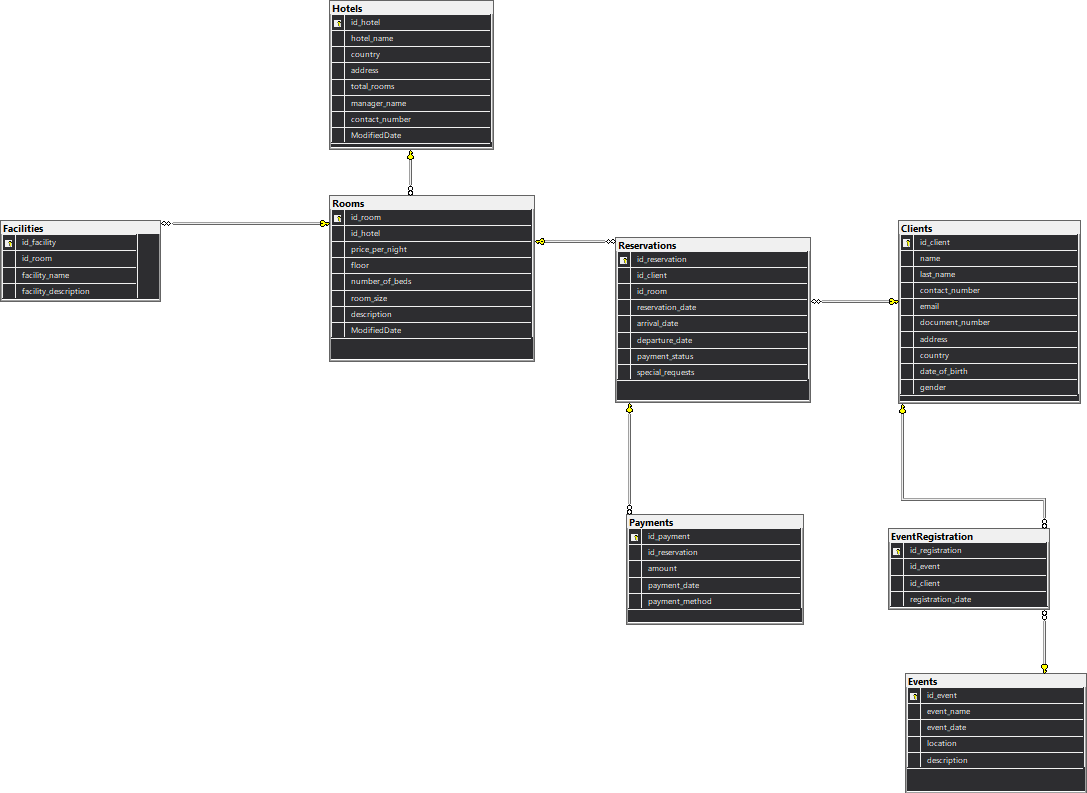 Hotels
id_hotel
hotel_name
country
address
total_rooms
manager_name
contact_number
ModifiedDate
Facilities
id_facility
id_room
facility_name
facility_description
Rooms
id_room
id_hotel
price_per_night
floor
number_of_beds
room_size
description
ModifiedDate
Reservations
id_reservation
id_client
id_room
reservation_date
arrival_date
departure_date
payment_status
special_requests
Clients
id_client
name
last_name
contact_number
email
document_number
address
country
date_of_birth
gender
Payments
id_payment
id_reservation
amount
payment_date
payment_method
EventRegistration
id_registration
id_event
id_client
registration_date
Events
id_event
event_name
event_date
location
description